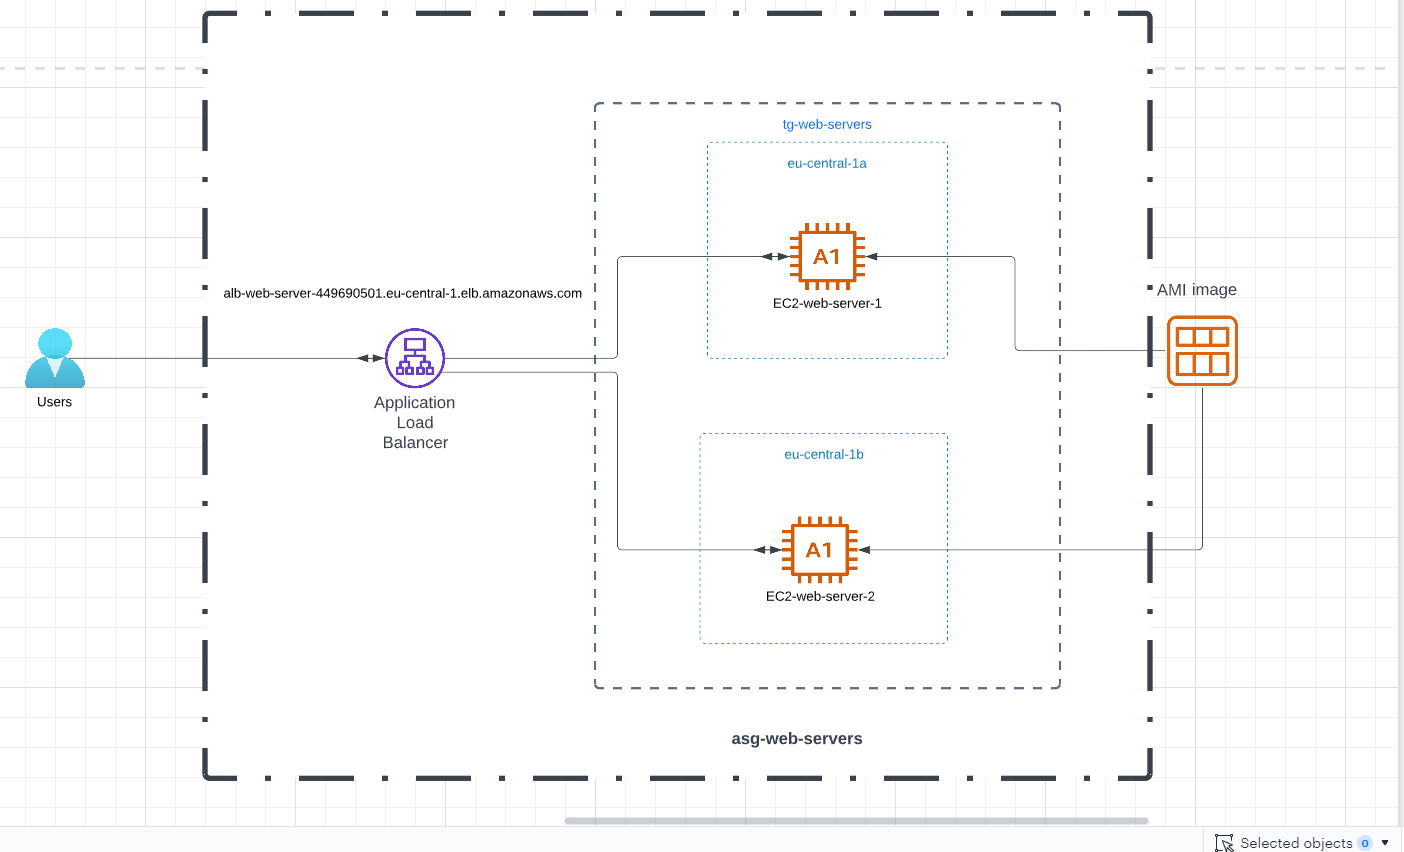 tg-web-servers
eu-central-1a
A1
EC2-web-server-1
alb-web-server-449690501.eu-central-1.elb.amazonaws.com
AMI image
Users
Application
Load
Balancer
eu-central-1b
A1
EC2-web-server-2
asg-web-servers
Selected objects 0